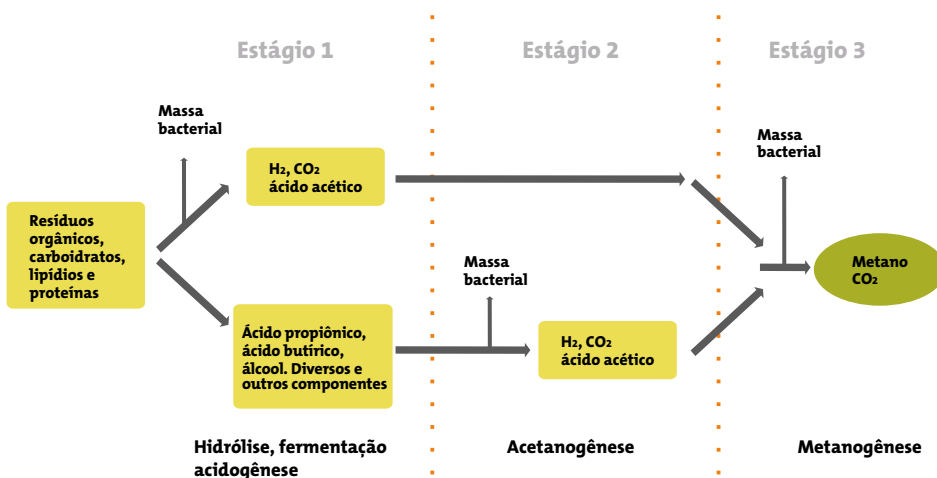 Estágio 1
Estágio 2
Estágio 3
Massa
bacterial
H2, CO2
ácido acético
Massa
bacterial
Resíduos
orgânicos,
carboidratos,
lipídios e
proteínas
Massa
bacterial
Metano
CO2
Ácido propiônico,
ácido butírico,
álcool. Diversos e
outros componentes
H2, CO2
ácido acético
Hidrólise, fermentação
acidogênese
Acetanogênese
Metanogênese